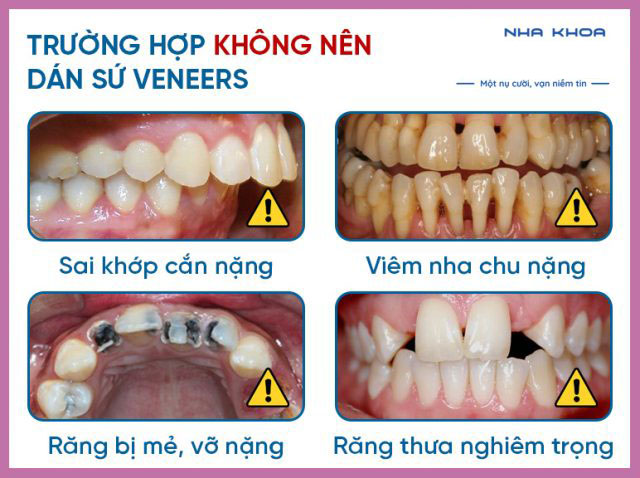 NHA KHOA
TRƯỜNG HỢP KHÔNG NÊN
DÁN SỨ VENEERS
Một nụ cười, vạn niềm tin
Sai khớp cắn nặng
Viêm nha chu nặng
Răng bị mẻ, vỡ nặng
Răng thưa nghiêm trọng